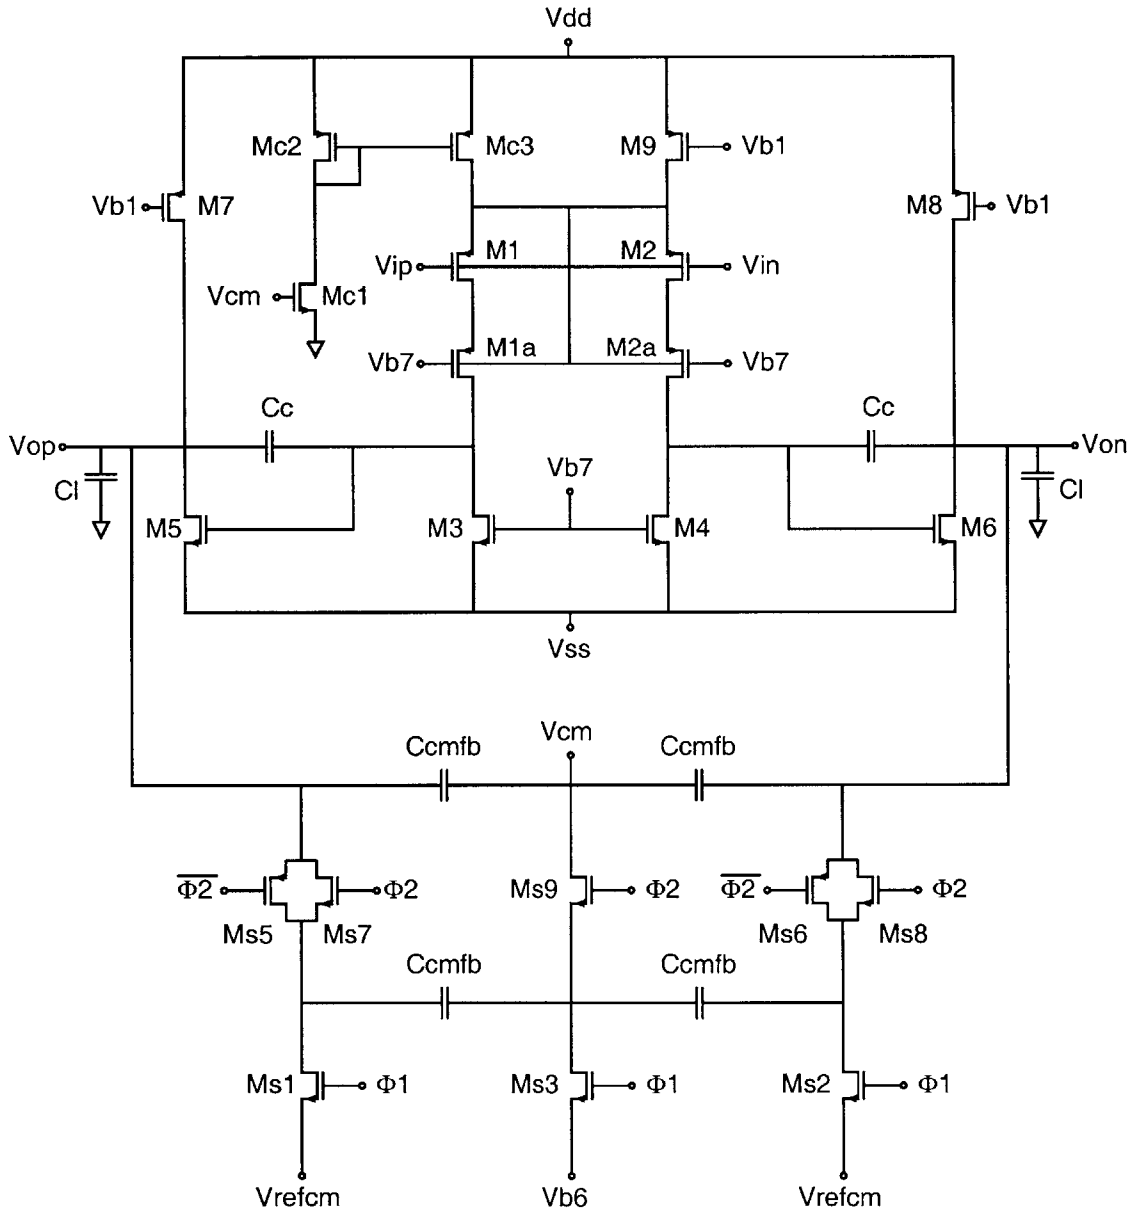 Vdd
Mc2 Mc3 M9 Vb1
Vb1 M7 M8 Vb1
Vip M1 M2 Vin
Vcm Mc1
Vb7 M1a M2a Vb7
Cc Cc
Vop Von
Vb7
Cl Cl
M5 M3 M4 M6
Vss
Vcm
Ccmfb Ccmfb
Φ2 Φ2 Ms9 Φ2 Φ2 Φ2
Ms5 Ms7 Ms6 Ms8
Ccmfb Ccmfb
Ms1 Φ1 Ms3 Φ1 Ms2 Φ1
Vrefcm Vb6 Vrefcm